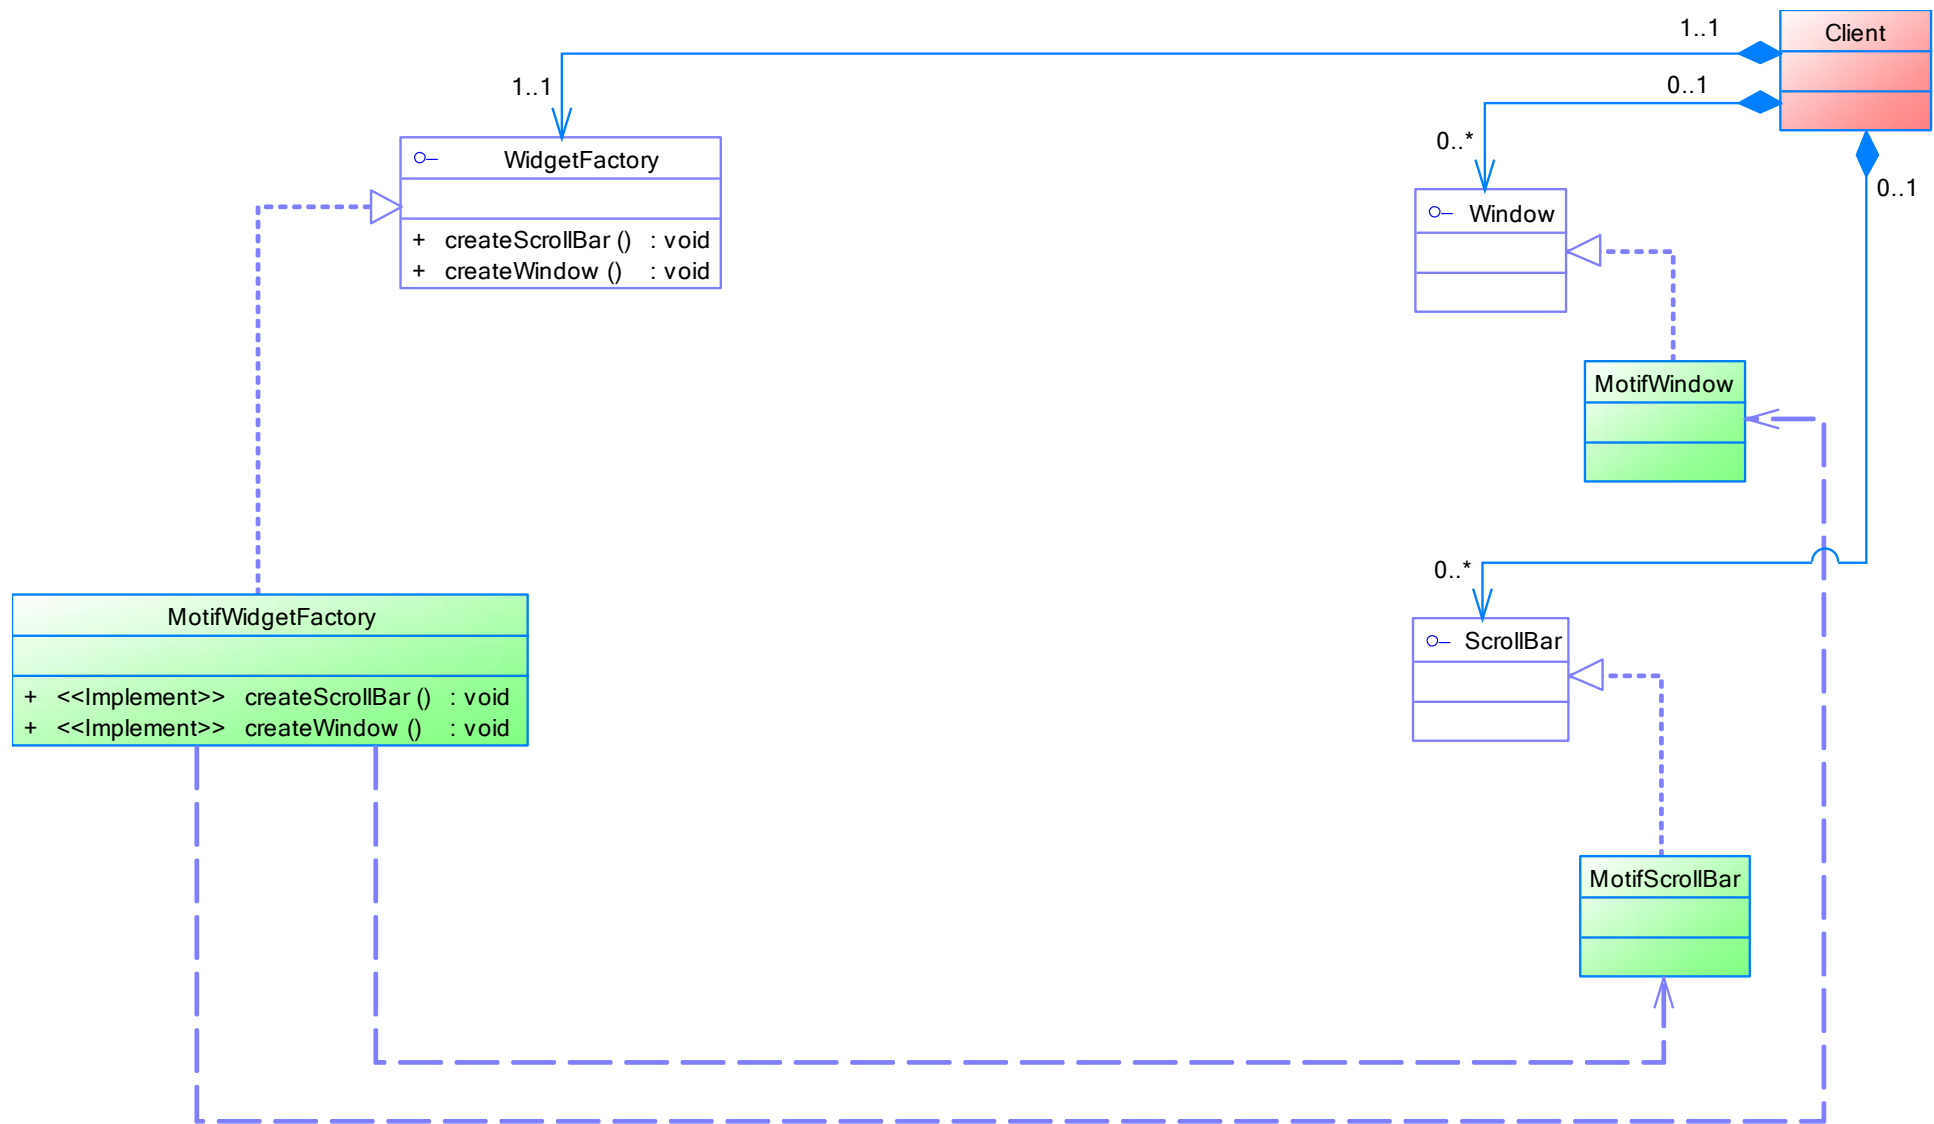 Client
1..1
1..1
0..1
0..*
0..1
WidgetFactory
+ createScrollBar () : void
+ createWindow () : void
Window
MotifWindow
0..*
ScrollBar
MotifWidgetFactory
+ <<Implement>> createScrollBar () : void
+ <<Implement>> createWindow () : void
MotifScrollBar